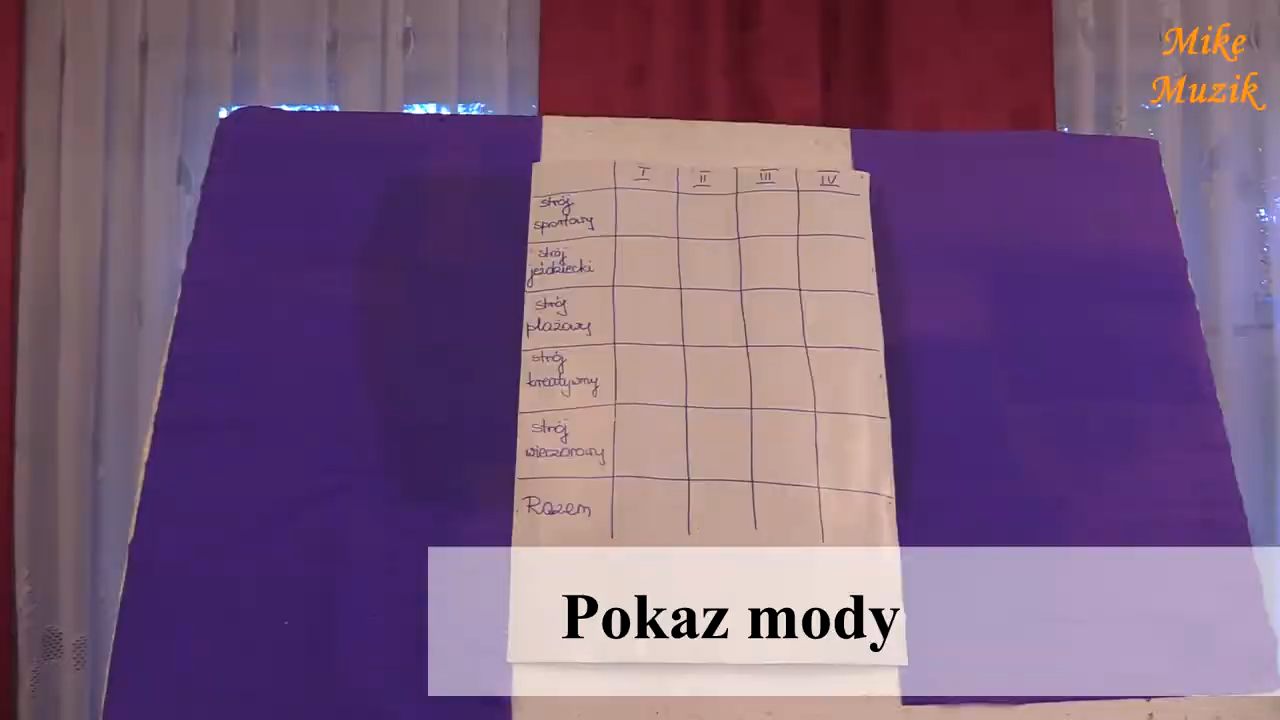 Mike
Muzik
I II III IV
strój
sportowy
strój
jeździecki
strój
plażowy
strój
kreatywny
strój
wieczorowy
Razem
Pokaz mody